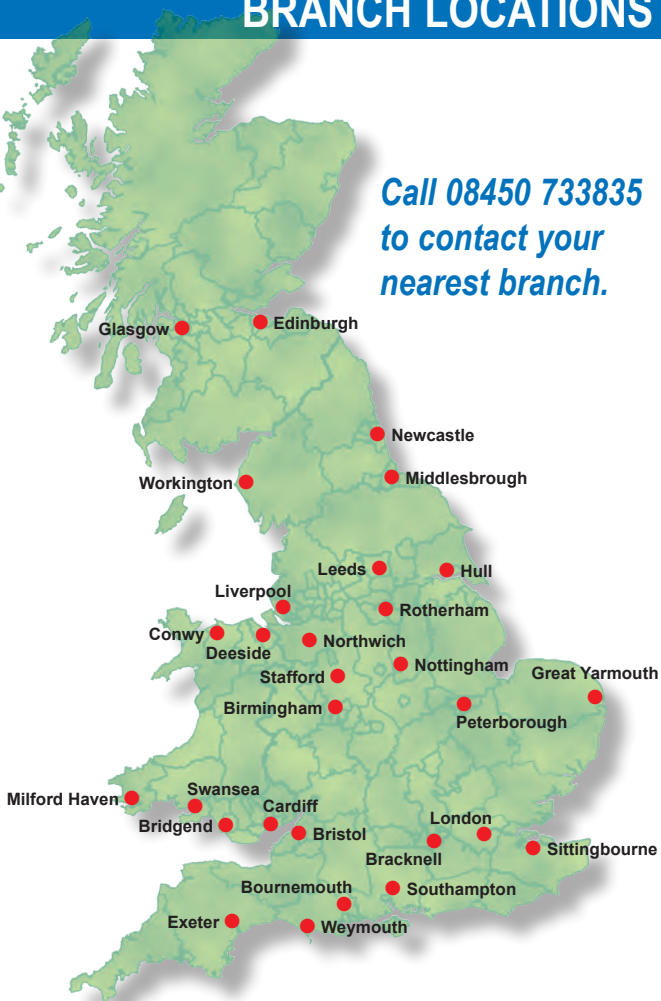 BRANCH LOCATIONS
Call 08450 733835
to contact your
nearest branch.
Glasgow
Edinburgh
Newcastle
Workington
Middlesbrough
Leeds
Hull
Liverpool
Rotherham
Conwy
Deeside
Northwich
Nottingham
Stafford
Great Yarmouth
Birmingham
Peterborough
Milford Haven
Swansea
Cardiff
Bridgend
Bristol
London
Bracknell
Sittingbourne
Bournemouth
Southampton
Exeter
Weymouth